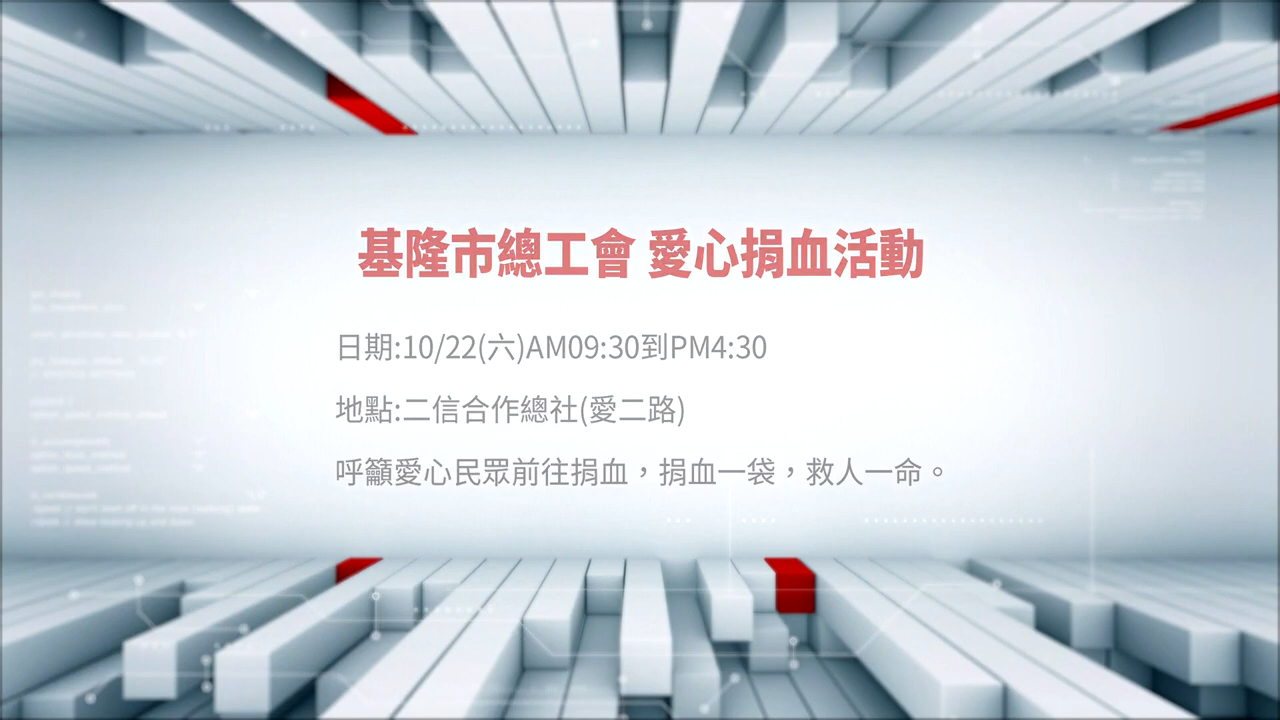 基隆市總工會 愛心捐血活動
日期:10/22(六)AM09:30到PM4:30
地點:二信合作總社(愛二路)
呼籲愛心民眾前往捐血，捐血一袋，救人一命。